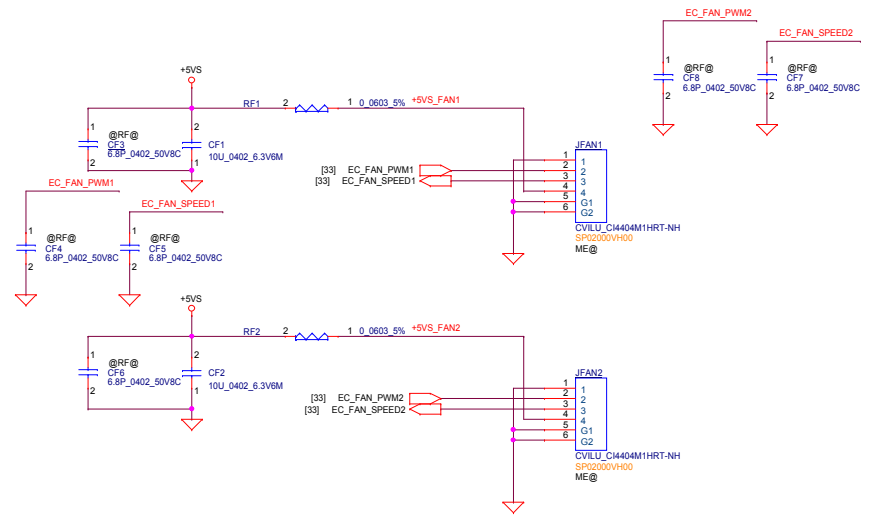 EC_FAN_PWM2
EC_FAN_SPEED2
1
@RF@
CF8
6.8P_0402_50V8C
2
1
@RF@
CF7
6.8P_0402_50V8C
2
+5VS
RF1
2
1
0_0603_5%
+5VS_FAN1
1
@RF@
CF3
6.8P_0402_50V8C
2
2
CF1
10U_0402_6.3V6M
1
[33]
EC_FAN_PWM1
[33]
EC_FAN_SPEED1
JFAN1
1
1
2
2
3
3
4
4
5
G1
6
G2
CVILU_CI4404M1HRT-NH
SP02000VH00
ME@
EC_FAN_PWM1
EC_FAN_SPEED1
1
@RF@
CF4
6.8P_0402_50V8C
2
1
@RF@
CF5
6.8P_0402_50V8C
2
+5VS
RF2
2
1
0_0603_5%
+5VS_FAN2
1
@RF@
CF6
6.8P_0402_50V8C
2
2
CF2
10U_0402_6.3V6M
1
[33]
EC_FAN_PWM2
[33]
EC_FAN_SPEED2
JFAN2
1
1
2
2
3
3
4
4
5
G1
6
G2
CVILU_CI4404M1HRT-NH
SP02000VH00
ME@